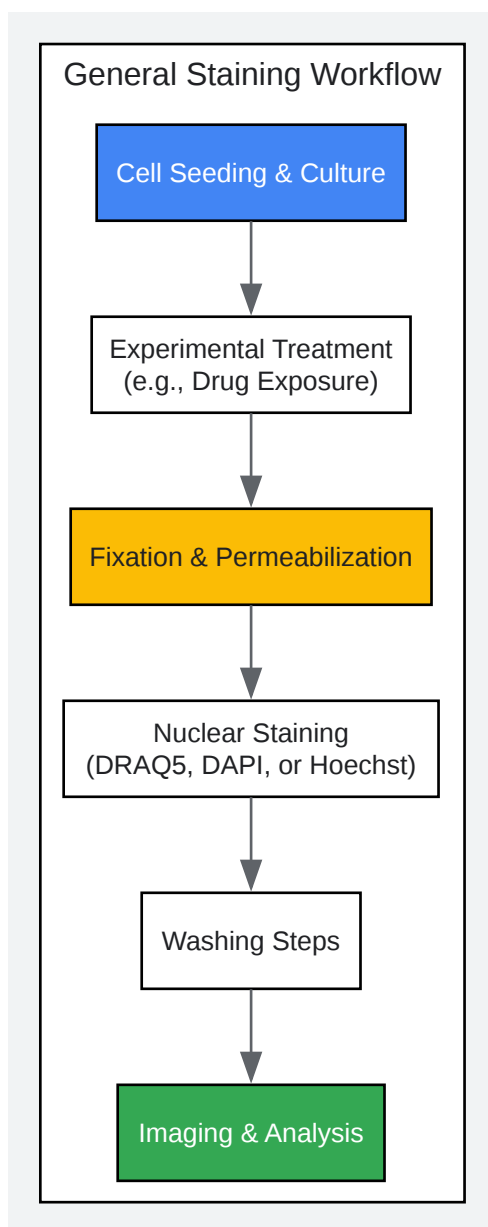 General Staining Workflow
Cell Seeding & Culture
Experimental Treatment
(e.g., Drug Exposure)
Fixation & Permeabilization
Nuclear Staining
(DRAQ5, DAPI, or Hoechst)
Washing Steps
Imaging & Analysis